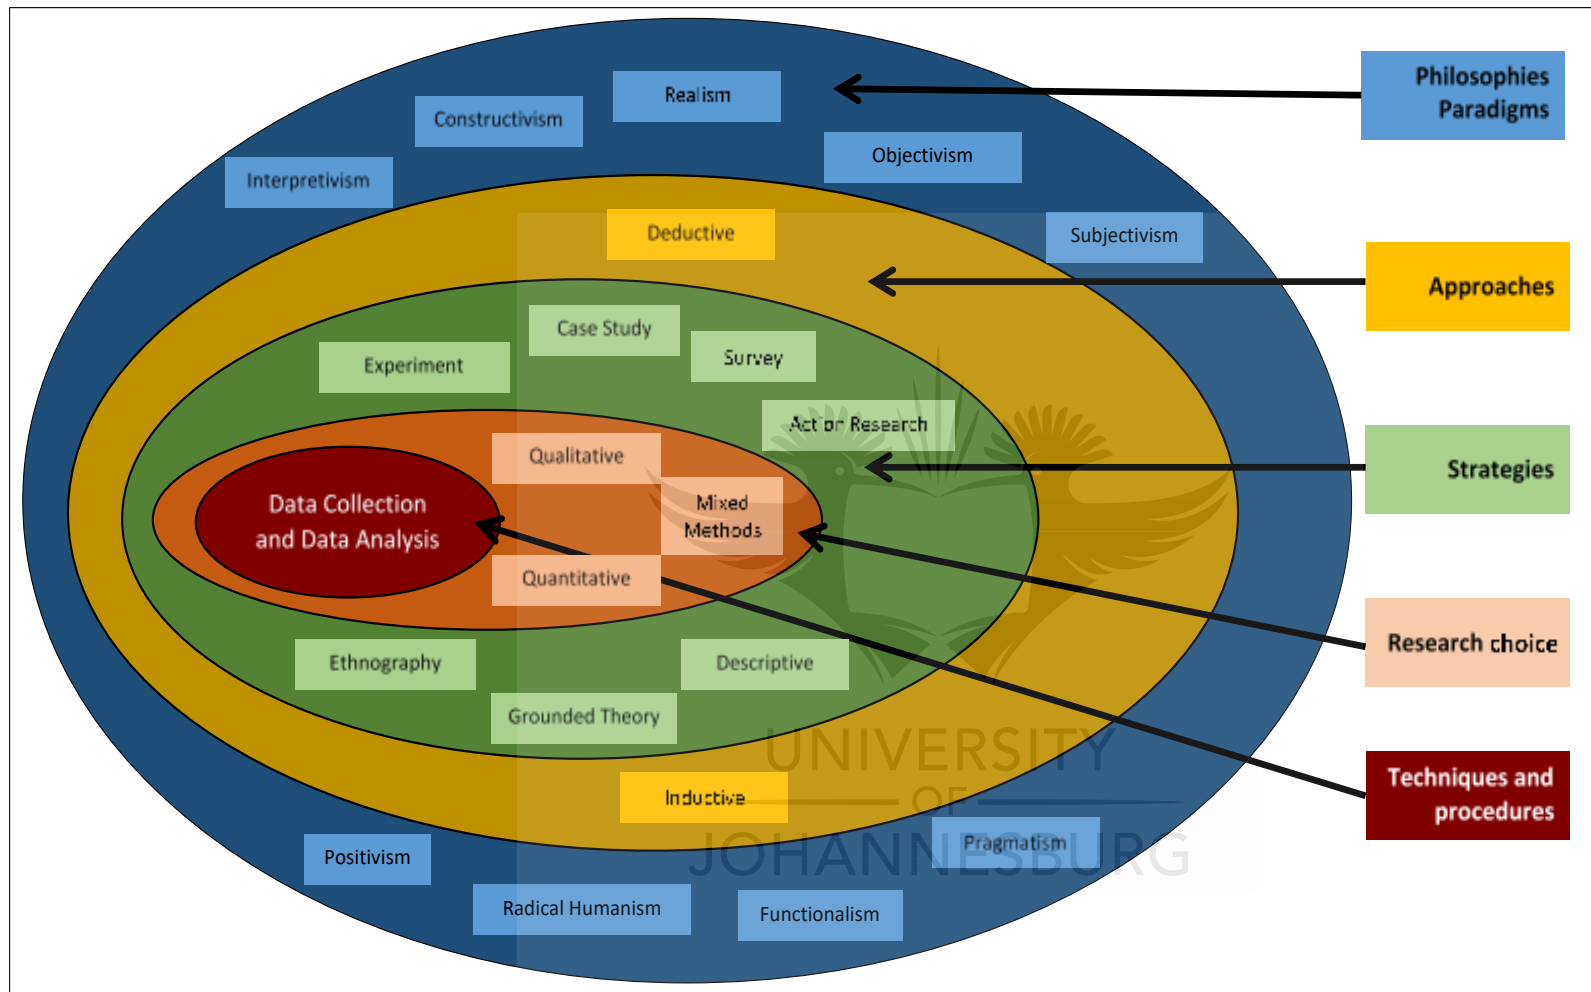 Realism
Philosophies
Paradigms
Constructivism
Objectivism
Interpretivism
Deductive
Subjectivism
Approaches
Case Study
Survey
Experiment
Action Research
Qualitative
Strategies
Data Collection
and Data Analysis
Mixed
Methods
Quantitative
Research choice
Ethnography
Descriptive
Grounded Theory
UNIVERSITY
OF
JOHANNESBURG
Inductive
Techniques and
procedures
Positivism
Pragmatism
Radical Humanism
Functionalism